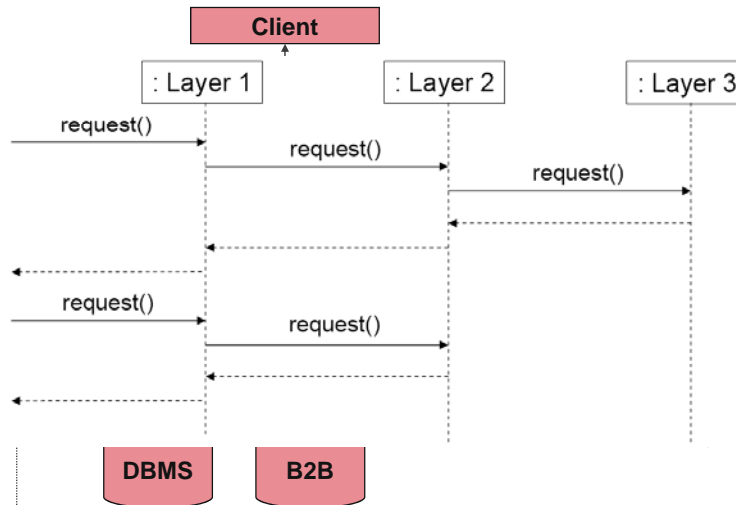 Client
: Layer 1
: Layer 2
: Layer 3
request()
request()
request()
request()
request()
DBMS
B2B